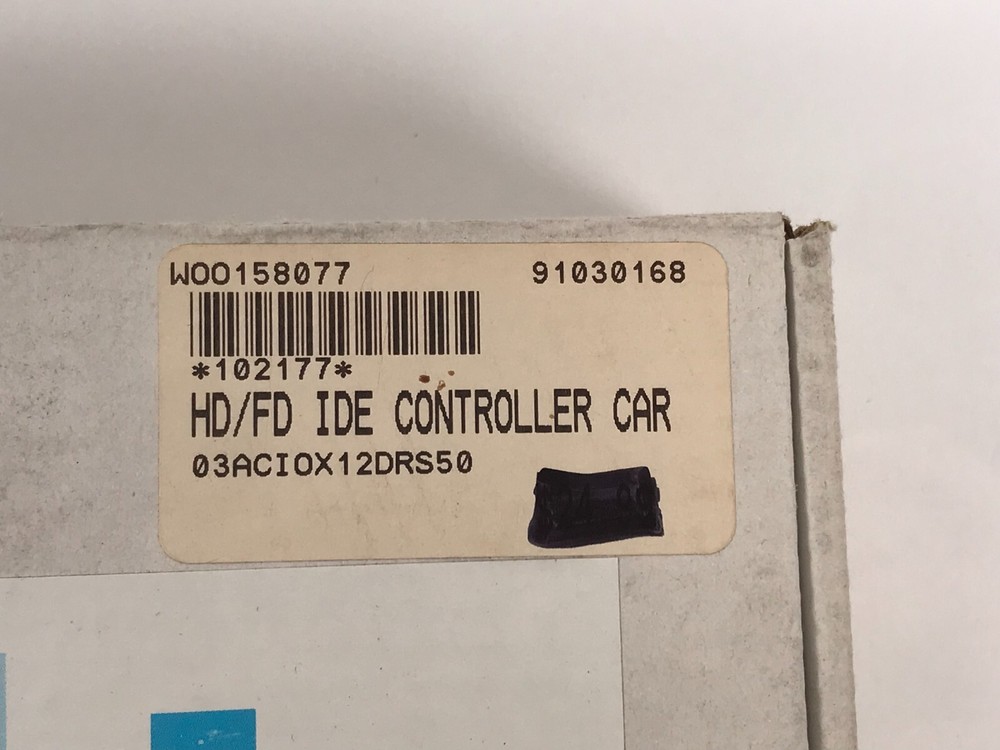 WOO158077 91030168
*102177*
HD/FD IDE CONTROLLER CAR
03ACIOX12DRS50